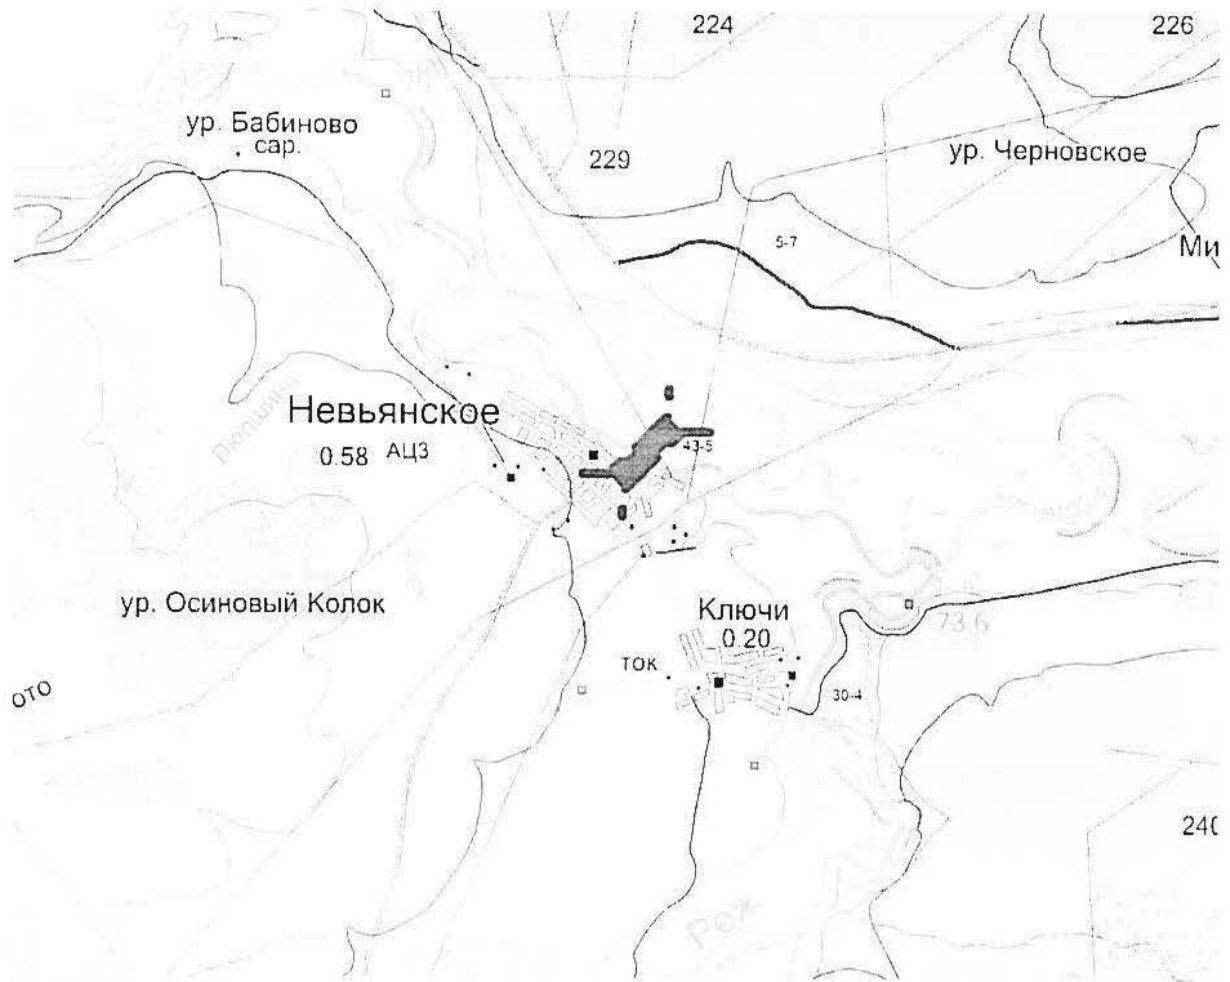 224
226
ур. Бабиново
сар.
229
ур. Черновское
5-7
Ми
Невьянское
0.58 АЦЗ
43-5
ур. Осиновый Колок
Ключи
0.20
73.6
ток
ото
30-4
240
Реж